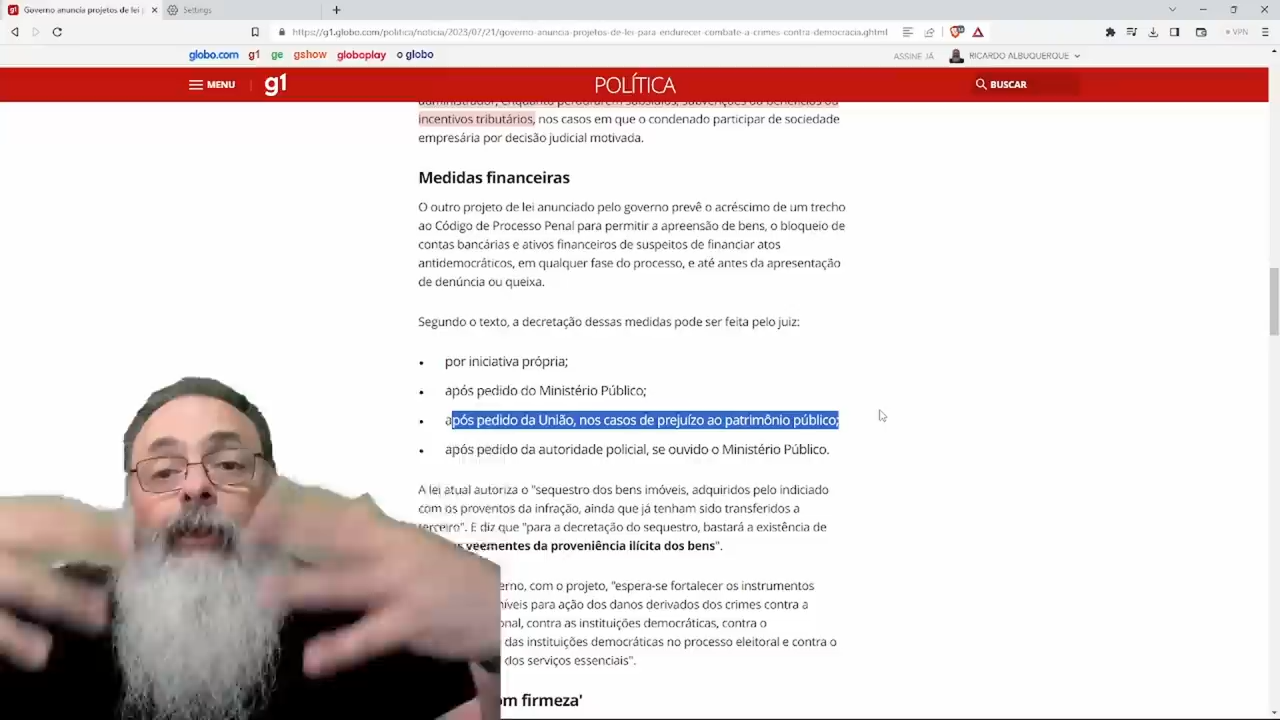 Governo anuncia projetos de lei
Settings
https://g1.globo.com/politica/noticia/2023/07/21/governo-anuncia-projetos-de-lei-para-endurecer-combate-a-crimes-contra-democracia.ghtml
VPN
globo.com g1 ge gshow globoplay o globo
ASSINE JÁ
RICARDO ALBUQUERQUE
MENU
g1
POLÍTICA
BUSCAR
administrador, enquanto perdurarem subsídios, subvenções ou benefícios ou
incentivos tributários, nos casos em que o condenado participar de sociedade
empresária por decisão judicial motivada.
Medidas financeiras
O outro projeto de lei anunciado pelo governo prevê o acréscimo de um trecho
ao Código de Processo Penal para permitir a apreensão de bens, o bloqueio de
contas bancárias e ativos financeiros de suspeitos de financiar atos
antidemocráticos, em qualquer fase do processo, e até antes da apresentação
de denúncia ou queixa.
Segundo o texto, a decretação dessas medidas pode ser feita pelo juiz:
• por iniciativa própria;
• após pedido do Ministério Público;
• após pedido da União, nos casos de prejuízo ao patrimônio público;
• após pedido da autoridade policial, se ouvido o Ministério Público.
A lei atual autoriza o "sequestro dos bens imóveis, adquiridos pelo indiciado
com os proventos da infração, ainda que já tenham sido transferidos a
terceiro". E diz que "para a decretação do sequestro, bastará a existência de
veementes da proveniência ilícita dos bens".
erno, com o projeto, "espera-se fortalecer os instrumentos
níveis para ação dos danos derivados dos crimes contra a
onal, contra as instituições democráticas, contra o
das instituições democráticas no processo eleitoral e contra o
dos serviços essenciais".
om firmeza'